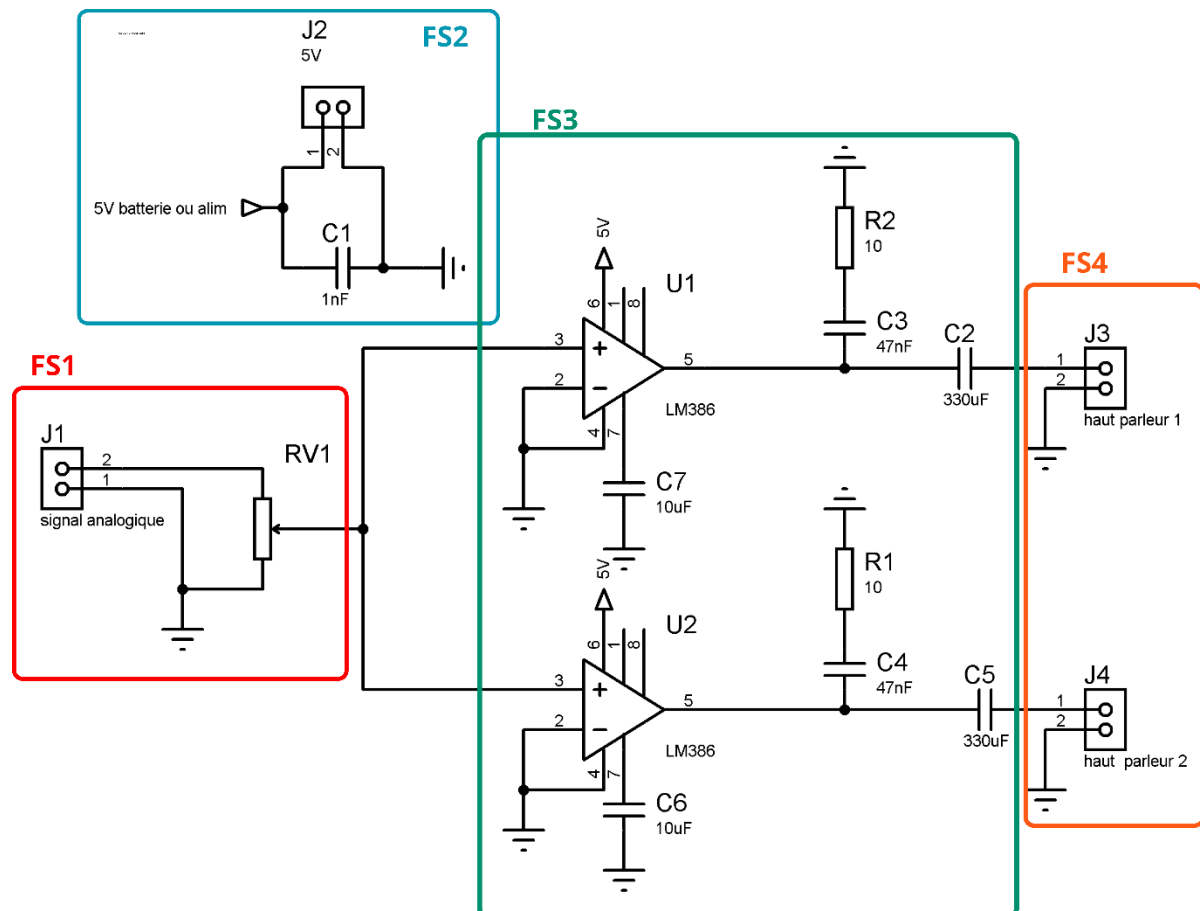 J2
5V
FS2
1
2
5V batterie ou alim
C1
1nF
FS3
5V
6
1
8
U1
3
+
2
−
5
4
7
LM386
R2
10
C3
47nF
C2
330uF
C7
10uF
FS4
J3
1
2
haut parleur 1
FS1
J1
2
1
signal analogique
RV1
5V
6
1
8
U2
3
+
2
−
5
4
7
LM386
R1
10
C4
47nF
C5
330uF
C6
10uF
J4
1
2
haut parleur 2